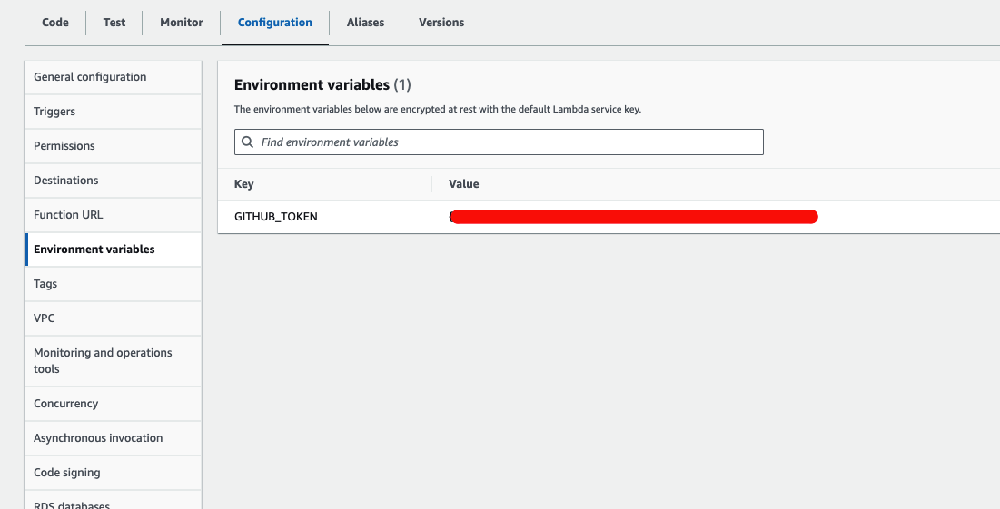 Code Test Monitor Configuration Aliases Versions
General configuration
Triggers
Permissions
Destinations
Function URL
Environment variables
Tags
VPC
Monitoring and operations
tools
Concurrency
Asynchronous invocation
Code signing
RDS databases
Environment variables (1)
The environment variables below are encrypted at rest with the default Lambda service key.
Find environment variables
Key Value
GITHUB_TOKEN